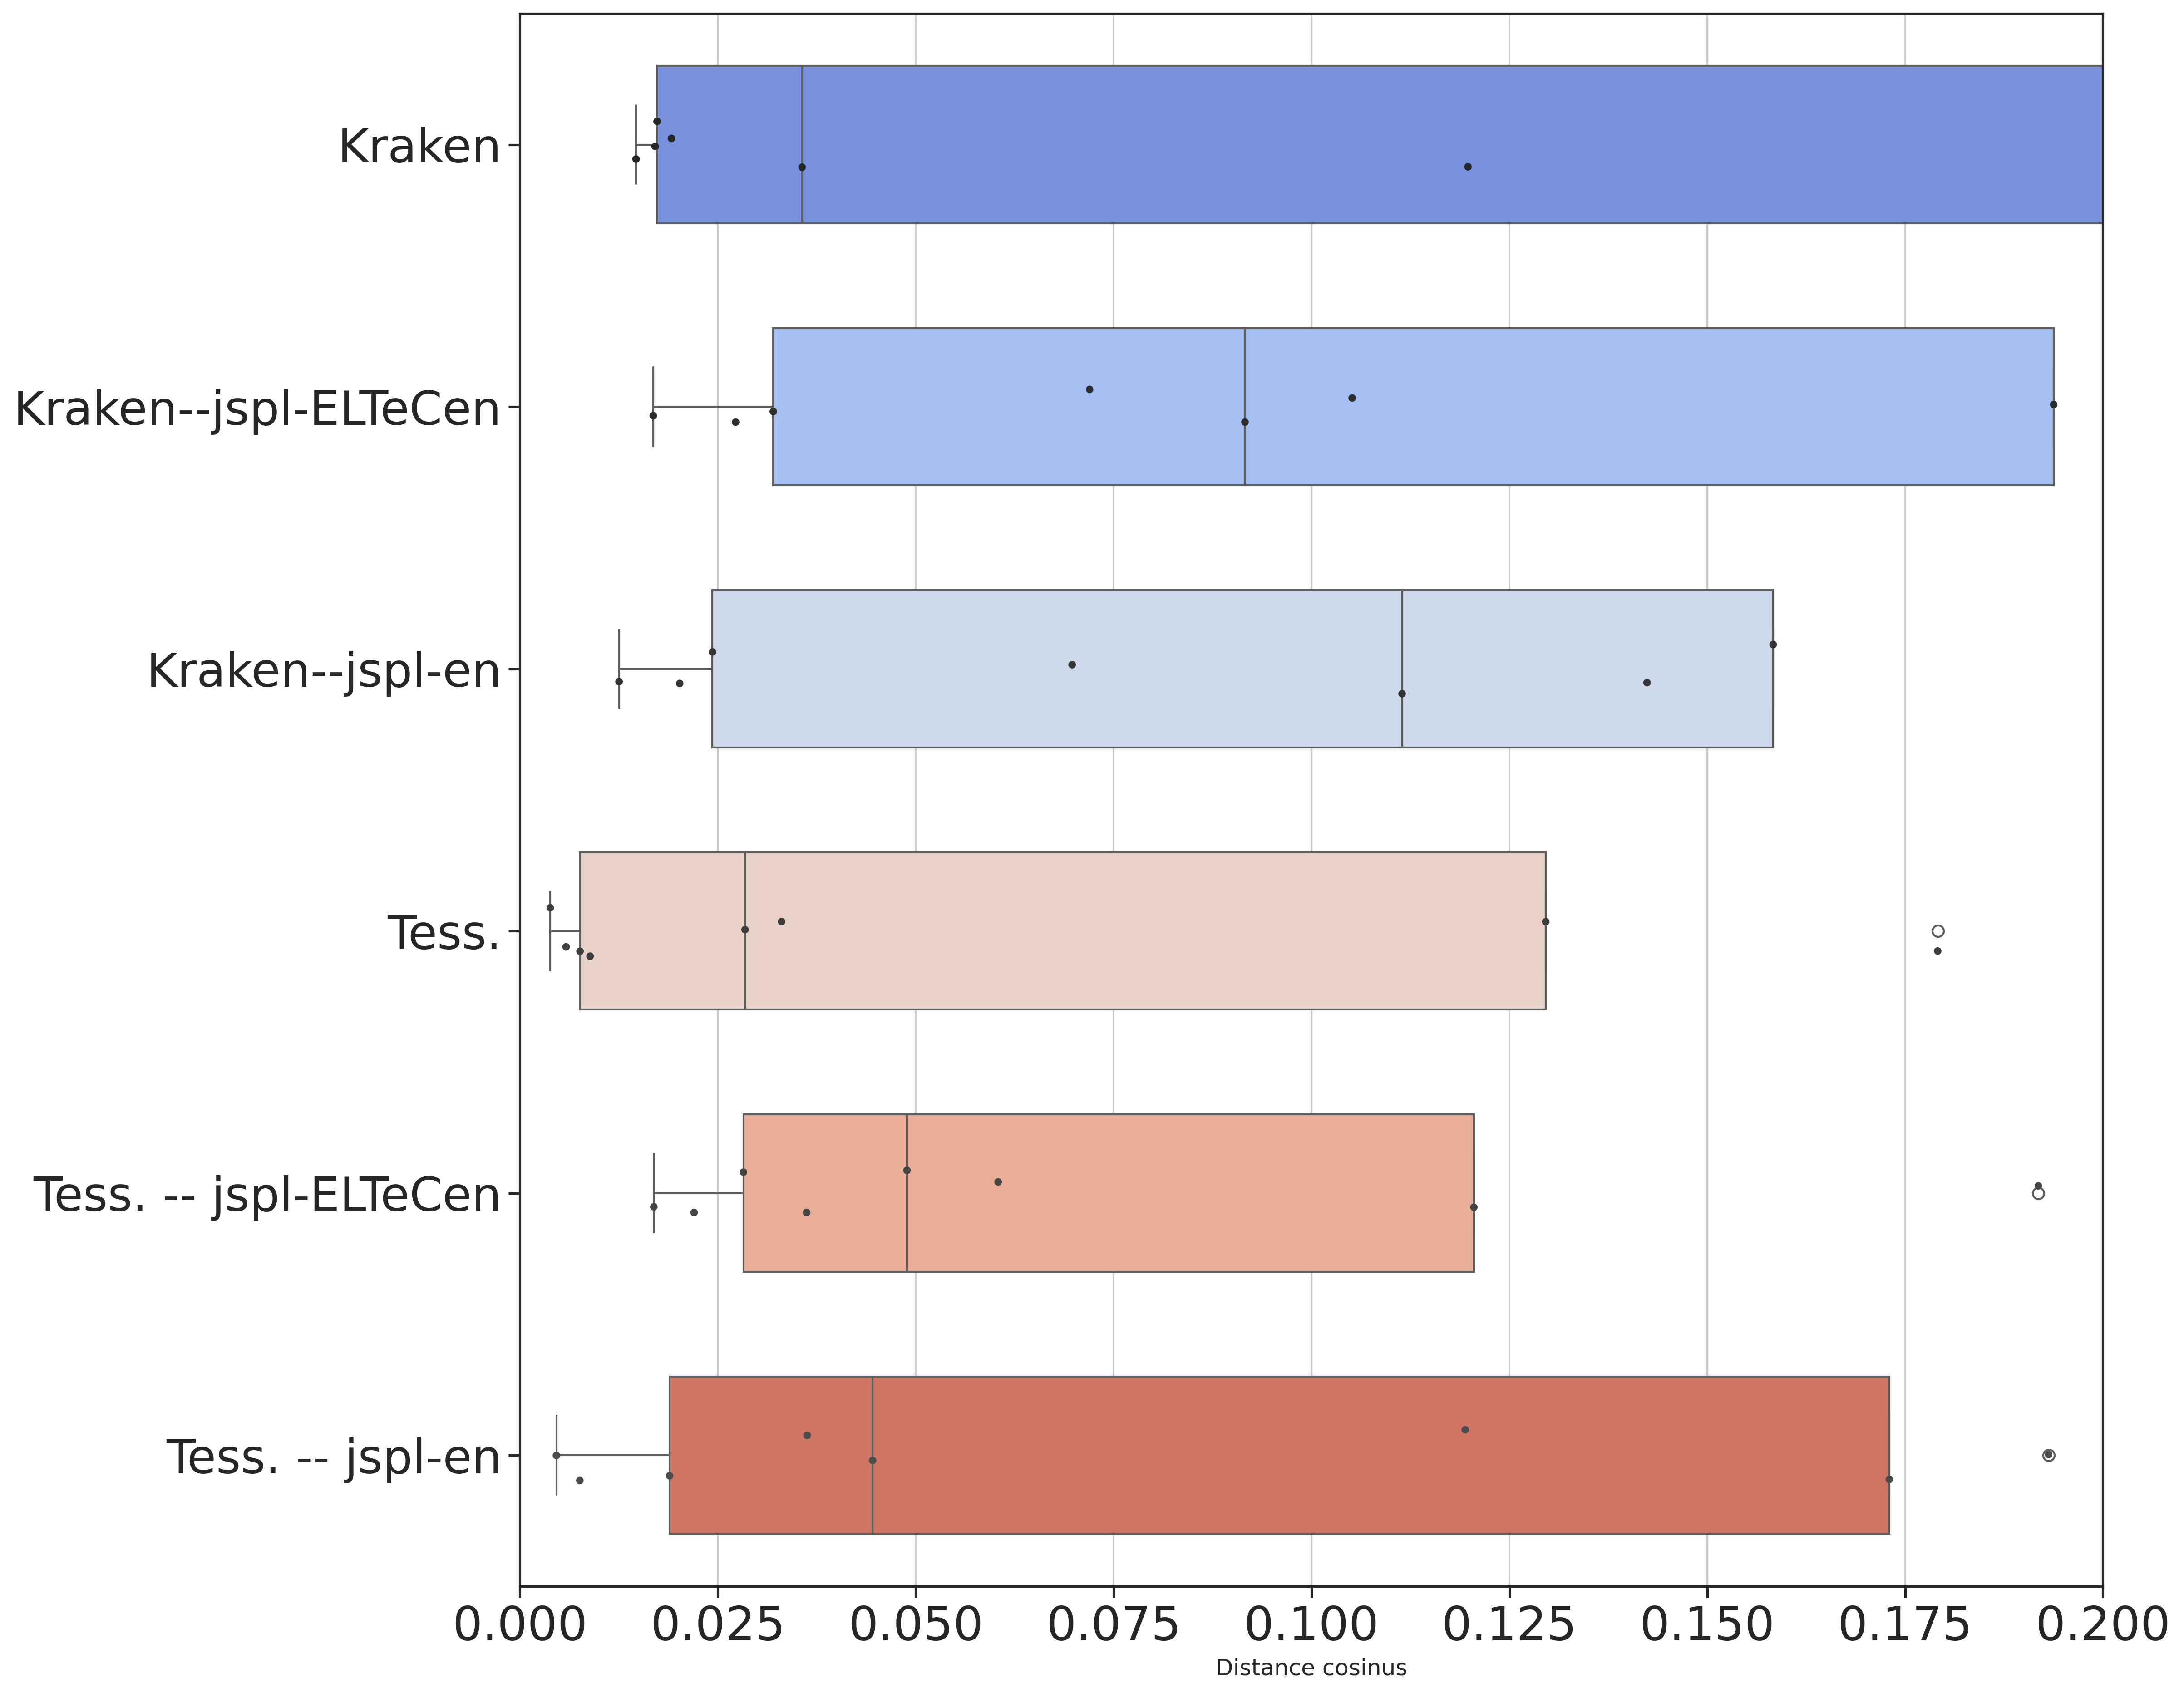 Kraken
Kraken--jspl-ELTeCen
Kraken--jspl-en
Tess.
Tess. -- jspl-ELTeCen
Tess. -- jspl-en
0.000 0.025 0.050 0.075 0.100 0.125 0.150 0.175 0.200
Distance cosinus